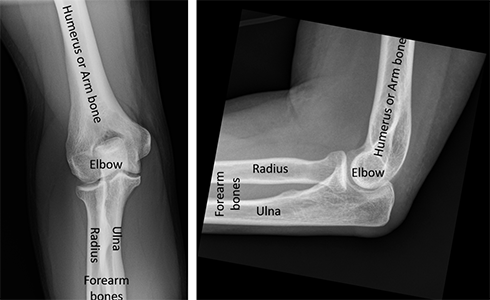 Humerus or Arm bone
Elbow
Radius
Ulna
Forearm
bones
Humerus or Arm bone
Elbow
Radius
Forearm
bones
Ulna